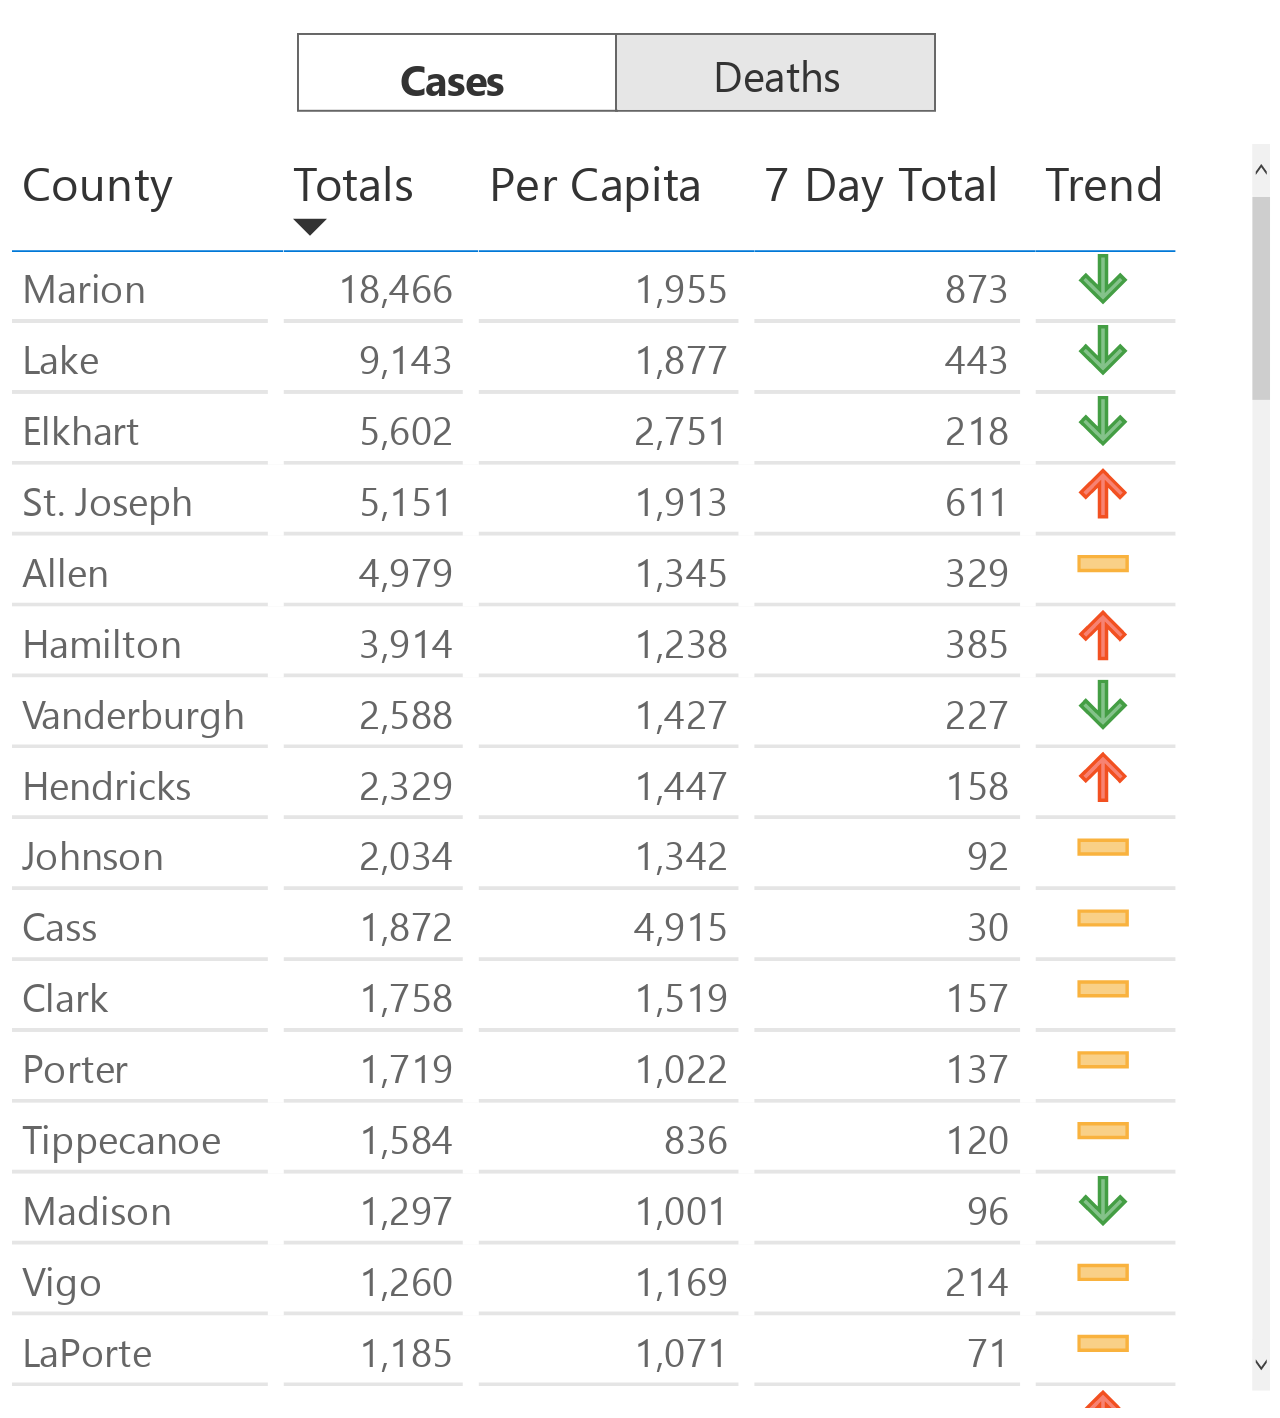 Cases Deaths
County Totals Per Capita 7 Day Total Trend
Marion 18,466 1,955 873
Lake 9,143 1,877 443
Elkhart 5,602 2,751 218
St. Joseph 5,151 1,913 611
Allen 4,979 1,345 329
Hamilton 3,914 1,238 385
Vanderburgh 2,588 1,427 227
Hendricks 2,329 1,447 158
Johnson 2,034 1,342 92
Cass 1,872 4,915 30
Clark 1,758 1,519 157
Porter 1,719 1,022 137
Tippecanoe 1,584 836 120
Madison 1,297 1,001 96
Vigo 1,260 1,169 214
LaPorte 1,185 1,071 71